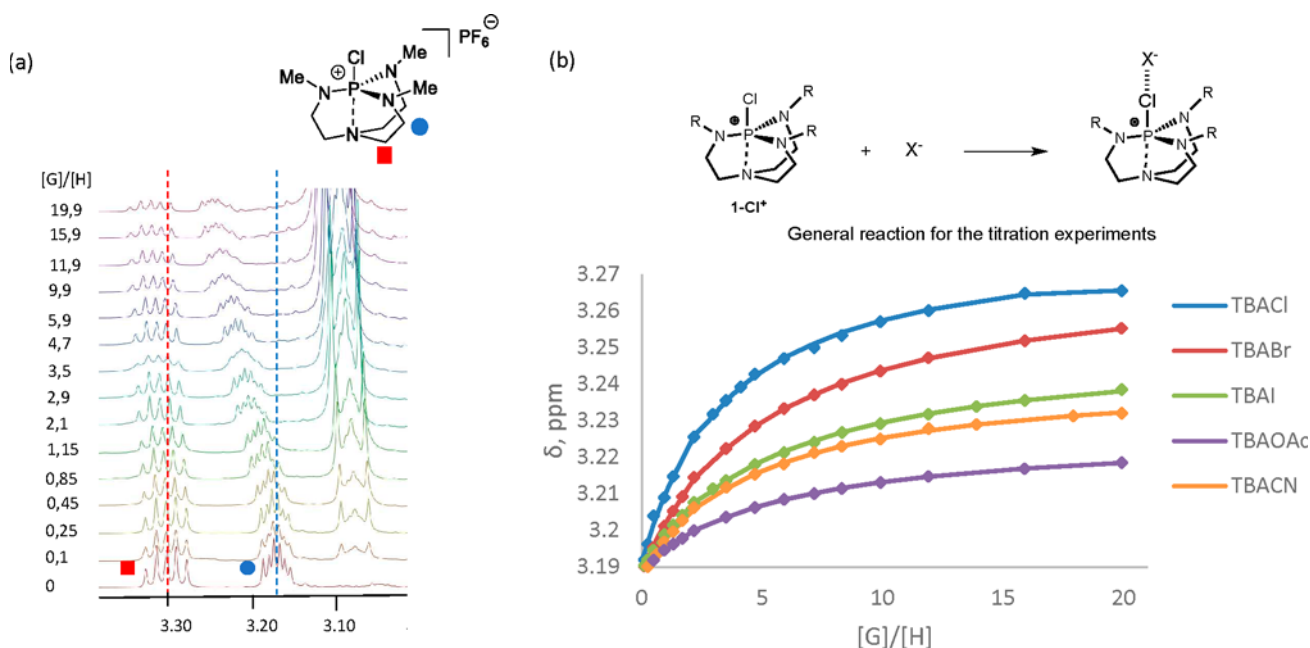 (a)
PF6⊖
Cl
Me
⊕
N
Me
P
Me
N
N
N
[G]/[H]
19,9
15,9
11,9
9,9
5,9
4,7
3,5
2,9
2,1
1,15
0,85
0,45
0,25
0,1
0
3.30
3.20
3.10
(b)
X-
Cl
R
R
⊕
P
N
N
N
R
N
1-Cl+
+
X-
Cl
R
R
⊕
P
N
N
N
R
N
General reaction for the titration experiments
3.27
3.26
3.25
3.24
3.23
3.22
3.21
3.2
3.19
δ, ppm
0
5
10
15
20
[G]/[H]
TBACl
TBABr
TBAI
TBAOAc
TBACN